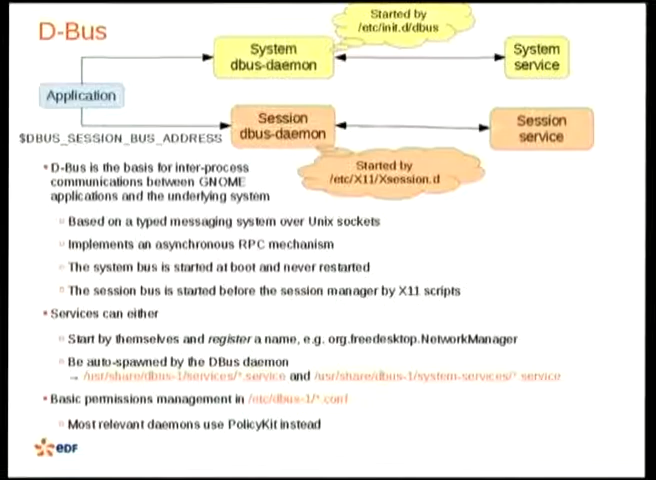 D-Bus
Started by
/etc/init.d/dbus
System
dbus-daemon
System
service
Application
Session
dbus-daemon
Session
service
$DBUS_SESSION_BUS_ADDRESS
Started by
/etc/X11/Xsession.d
D-Bus is the basis for inter-process
communications between GNOME
applications and the underlying system
Based on a typed messaging system over Unix sockets
Implements an asynchronous RPC mechanism
The system bus is started at boot and never restarted
The session bus is started before the session manager by X11 scripts
Services can either
Start by themselves and register a name, e.g. org.freedesktop.NetworkManager
Be auto-spawned by the DBus daemon
→ /usr/share/dbus-1/services/*.service and /usr/share/dbus-1/system-services/*.service
Basic permissions management in /etc/dbus-1/*.conf
Most relevant daemons use PolicyKit instead
eDF